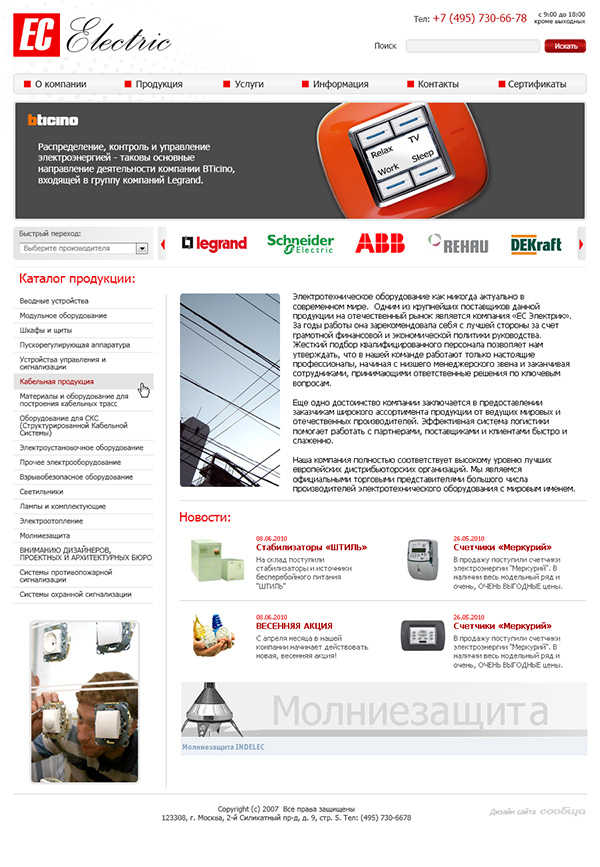 EC Electric
Тел: +7 (495) 730-66-78
с 9:00 до 18:00
кроме выходных
Поиск
Искать
О компании
Продукция
Услуги
Информация
Контакты
Сертификаты
bticino
Распределение, контроль и управление
электроэнергией - таковы основные
направление деятельности компании BTicino,
входящей в группу компаний Legrand.
Relax
TV
Work
Sleep
Быстрый переход:
Выберите производителя
legrand
Schneider
Electric
ABB
REHAU
DEKraft
Каталог продукции:
Вводные устройства
Модульное оборудование
Шкафы и щиты
Пускорегулирующая аппаратура
Устройства управления и
сигнализации
Кабельная продукция
Материалы и оборудование для
построения кабельных трасс
Оборудование для СКС
(Структурированной Кабельной
Системы)
Электроустановочное оборудование
Прочее электрооборудование
Взрывобезопасное оборудование
Светильники
Лампы и комплектующие
Электроотопление
Молниезащита
ВНИМАНИЮ ДИЗАЙНЕРОВ,
ПРОЕКТНЫХ И АРХИТЕКТУРНЫХ БЮРО
Системы противопожарной
сигнализации
Системы охранной сигнализации
Электротехническое оборудование как никогда актуально в
современном мире.  Одним из крупнейших поставщиков данной
продукции на отечественный рынок является компания «ЕС Электрик».
За годы работы она зарекомендовала себя с лучшей стороны за счет
грамотной финансовой и экономической политики руководства.
Жесткий подбор квалифицированного персонала позволяет нам
утверждать, что в нашей команде работают только настоящие
профессионалы, начиная с низшего менеджерского звена и заканчивая
сотрудниками, принимающими ответственные решения по ключевым
вопросам.
Еще одно достоинство компании заключается в предоставлении
заказчикам широкого ассортимента продукции от ведущих мировых и
отечественных производителей. Эффективная система логистики
помогает работать с партнерами, поставщиками и клиентами быстро и
слаженно.
Наша компания полностью соответствует высокому уровню лучших
европейских дистрибьюторских организаций. Мы являемся
официальными торговыми представителями большого числа
производителей электротехнического оборудования с мировым именем.
Новости:
08.06.2010
Стабилизаторы «ШТИЛЬ»
На склад поступили
стабилизаторы и источники
бесперебойного питания
"ШТИЛЬ"
26.05.2010
Счетчики «Меркурий»
В продажу поступили счетчики
электроэнергии "Меркурий". В
наличии весь модельный ряд и
очень, ОЧЕНЬ ВЫГОДНЫЕ цены.
08.06.2010
ВЕСЕННЯЯ АКЦИЯ
С апреля месяца в нашей
компании начинает действовать
новая, весенняя акция!
26.05.2010
Счетчики «Меркурий»
В продажу поступили счетчики
электроэнергии "Меркурий". В
наличии весь модельный ряд и
очень, ОЧЕНЬ ВЫГОДНЫЕ цены.
Молниезащита
Молниезащита INDELEC
Copyright (c) 2007  Все права защищены
123308, г. Москва, 2-й Силикатный пр-д, д. 9, стр. 5. Тел: (495) 730-6678
Дизайн сайта сообща